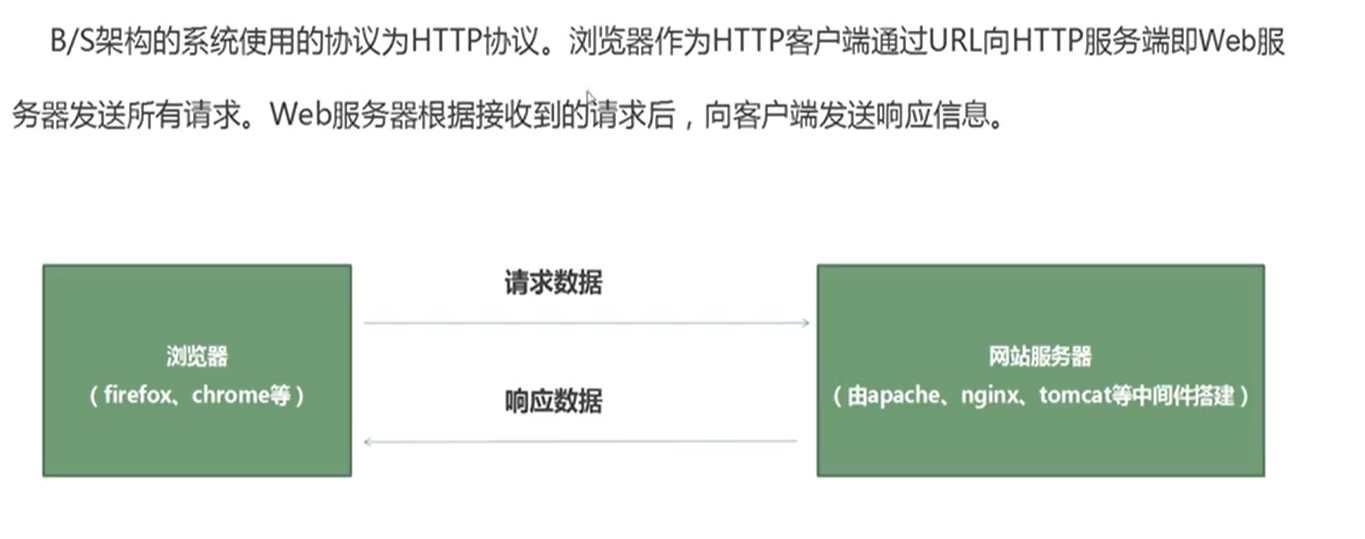 B/S架构的系统使用的协议为HTTP协议。浏览器作为HTTP客户端通过URL向HTTP服务端即Web服
务器发送所有请求。Web服务器根据接收到的请求后，向客户端发送响应信息。
请求数据
浏览器
（firefox、chrome等）
响应数据
网站服务器
（由apache、nginx、tomcat等中间件搭建）